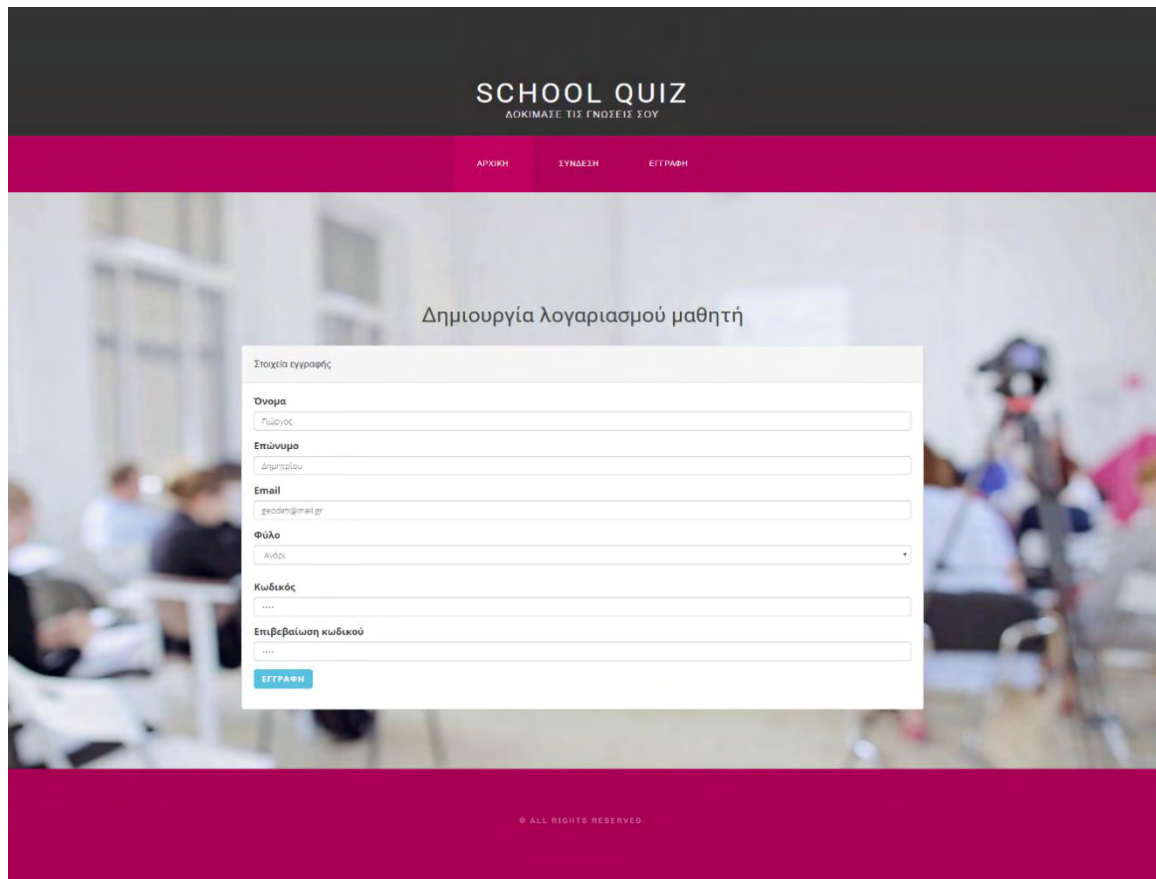 SCHOOL QUIZ
ΔΟΚΙΜΑΣΕ ΤΙΣ ΓΝΩΣΕΙΣ ΣΟΥ
ΑΡΧΙΚΗ ΣΥΝΔΕΣΗ ΕΓΓΡΑΦΗ
Δημιουργία λογαριασμού μαθητή
Στοιχεία εγγραφής
Όνομα
Γιώργος
Επώνυμο
Δημητρίου
Email
geodim@mail.gr
Φύλο
Αγόρι
Κωδικός
····
Επιβεβαίωση κωδικού
····
ΕΓΓΡΑΦΗ
© ALL RIGHTS RESERVED.